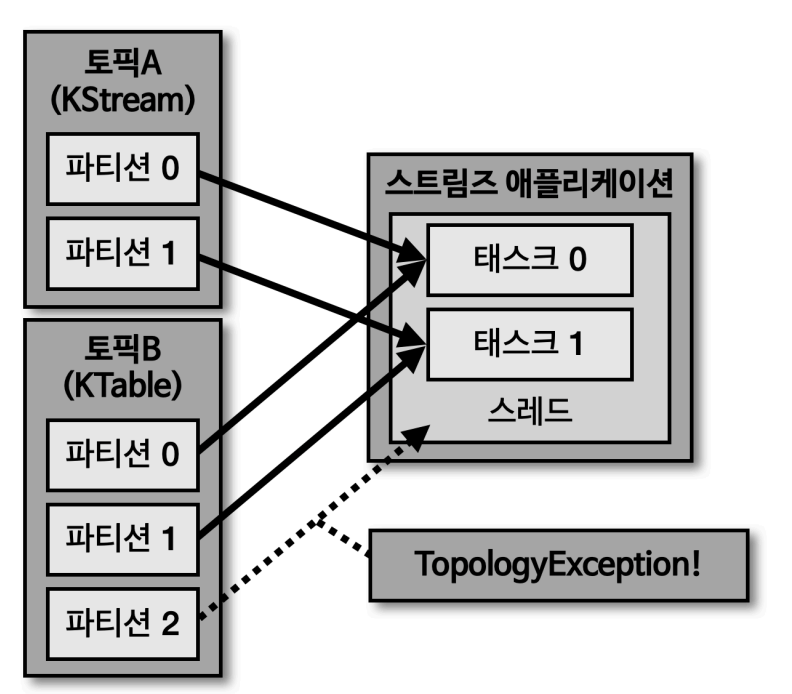 토픽A
(KStream)
파티션 0
파티션 1
토픽B
(KTable)
파티션 0
파티션 1
파티션 2
스트림즈 애플리케이션
태스크 0
태스크 1
스레드
TopologyException!